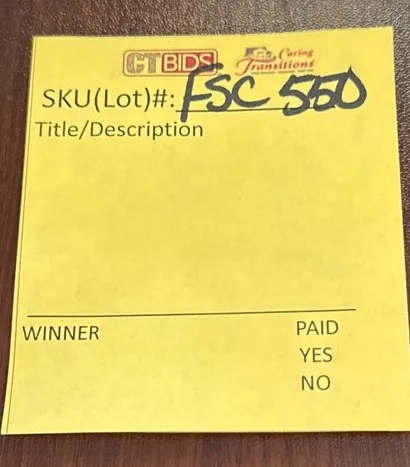 CTBIDS Caring Transitions
SKU(Lot)#: FSC 550
Title/Description
WINNER PAID
YES
NO